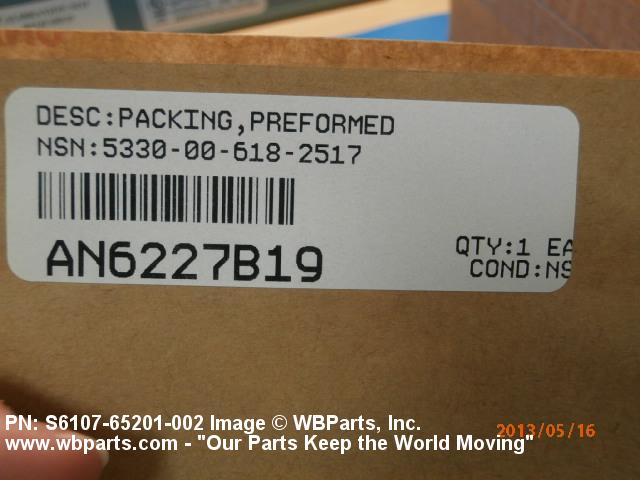 DESC:PACKING,PREFORMED
NSN:5330-00-618-2517
AN6227B19
QTY:1 EA
COND:NS
PN: S6107-65201-002 Image © WBParts, Inc.
2013/05/16
www.wbparts.com - "Our Parts Keep the World Moving"